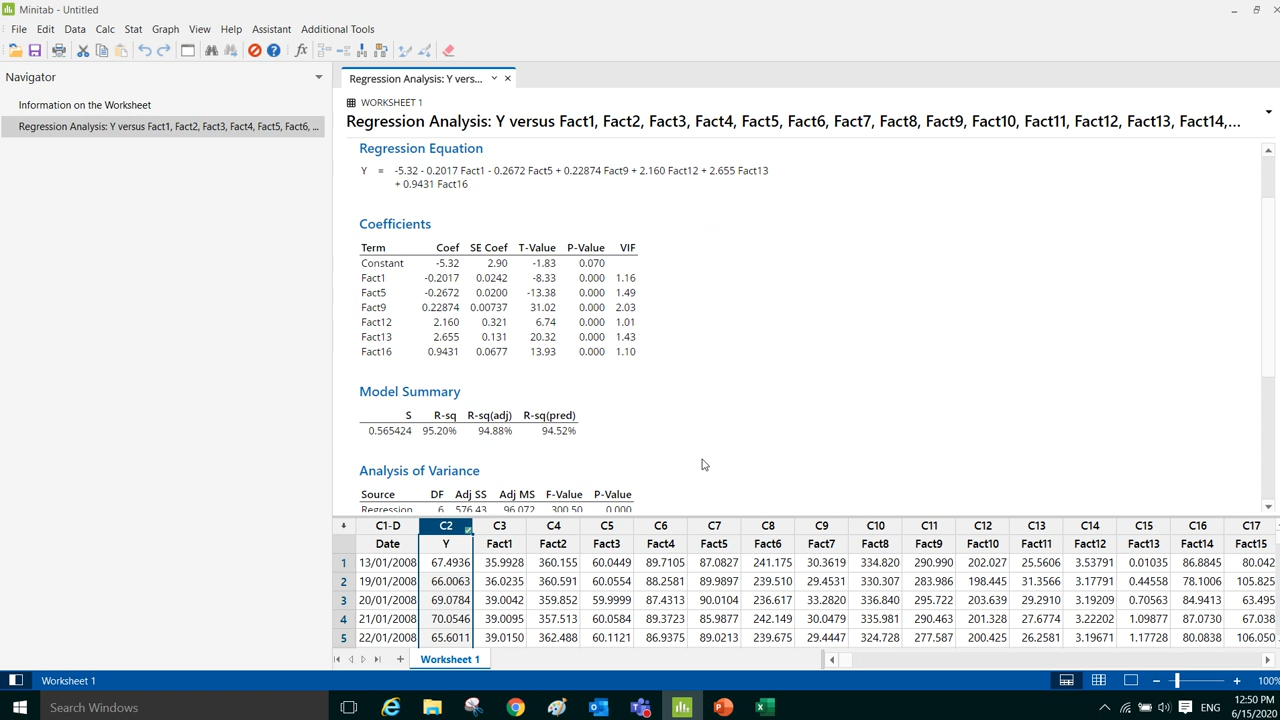 Minitab - Untitled
File Edit Data Calc Stat Graph View Help Assistant Additional Tools
Navigator
Regression Analysis: Y vers...
Information on the Worksheet
Regression Analysis: Y versus Fact1, Fact2, Fact3, Fact4, Fact5, Fact6, ...
WORKSHEET 1
Regression Analysis: Y versus Fact1, Fact2, Fact3, Fact4, Fact5, Fact6, Fact7, Fact8, Fact9, Fact10, Fact11, Fact12, Fact13, Fact14,...
Regression Equation
Y = -5.32 - 0.2017 Fact1 - 0.2672 Fact5 + 0.22874 Fact9 + 2.160 Fact12 + 2.655 Fact13
+ 0.9431 Fact16
Coefficients
Term Coef SE Coef T-Value P-Value VIF
Constant -5.32 2.90 -1.83 0.070
Fact1 -0.2017 0.0242 -8.33 0.000 1.16
Fact5 -0.2672 0.0200 -13.38 0.000 1.49
Fact9 0.22874 0.00737 31.02 0.000 2.03
Fact12 2.160 0.321 6.74 0.000 1.01
Fact13 2.655 0.131 20.32 0.000 1.43
Fact16 0.9431 0.0677 13.93 0.000 1.10
Model Summary
S R-sq R-sq(adj) R-sq(pred)
0.565424 95.20% 94.88% 94.52%
Analysis of Variance
Source DF Adj SS Adj MS F-Value P-Value
Regression 6 576.43 96.072 300.50 0.000
C1-D C2 C3 C4 C5 C6 C7 C8 C9 C10 C11 C12 C13 C14 C15 C16 C17
Date Y Fact1 Fact2 Fact3 Fact4 Fact5 Fact6 Fact7 Fact8 Fact9 Fact10 Fact11 Fact12 Fact13 Fact14 Fact15
1 13/01/2008 67.4936 35.9928 360.155 60.0449 89.7105 87.0827 241.175 30.3619 334.820 290.990 202.027 25.5606 3.53791 0.01035 86.8845 80.042
2 19/01/2008 66.0063 36.0235 360.591 60.0554 88.2581 89.9897 239.510 29.4531 330.307 283.986 198.445 31.3566 3.17791 0.44558 78.1006 105.825
3 20/01/2008 69.0784 39.0042 359.852 59.9999 87.4313 90.0104 236.617 33.2820 336.840 295.722 203.639 29.2910 3.19209 0.70563 84.9413 63.495
4 21/01/2008 70.0546 39.0095 357.513 60.0584 89.3723 85.9877 242.149 30.0479 335.981 290.463 201.328 27.6774 3.22202 1.09877 87.0730 67.038
5 22/01/2008 65.6011 39.0150 362.488 60.1121 86.9375 89.0213 239.675 29.4447 324.728 277.587 200.425 26.2581 3.19671 1.17728 80.0838 106.050
Worksheet 1
Worksheet 1
100%
Search Windows
ENG
12:50 PM
6/15/2020